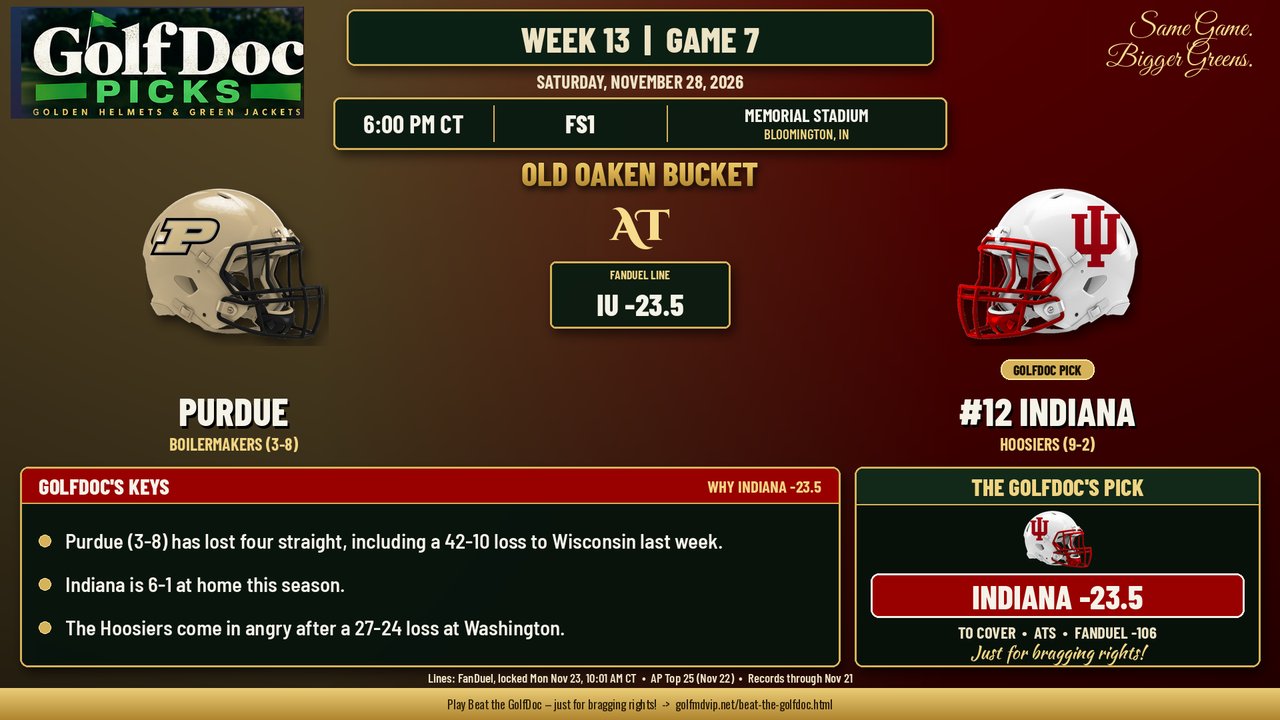 GolfDoc
PICKS
GOLDEN HELMETS & GREEN JACKETS
WEEK 13 | GAME 7
Same Game.
Bigger Greens.
SATURDAY, NOVEMBER 28, 2026
6:00 PM CT
FS1
MEMORIAL STADIUM
BLOOMINGTON, IN
OLD OAKEN BUCKET
AT
FANDUEL LINE
IU -23.5
GOLFDOC PICK
PURDUE
BOILERMAKERS (3-8)
#12 INDIANA
HOOSIERS (9-2)
GOLFDOC'S KEYS
WHY INDIANA -23.5
Purdue (3-8) has lost four straight, including a 42-10 loss to Wisconsin last week.
Indiana is 6-1 at home this season.
The Hoosiers come in angry after a 27-24 loss at Washington.
THE GOLFDOC'S PICK
INDIANA -23.5
TO COVER • ATS • FANDUEL -106
Just for bragging rights!
Lines: FanDuel, locked Mon Nov 23, 10:01 AM CT • AP Top 25 (Nov 22) • Records through Nov 21
Play Beat the GolfDoc – just for bragging rights! -> golfmdvip.net/beat-the-golfdoc.html